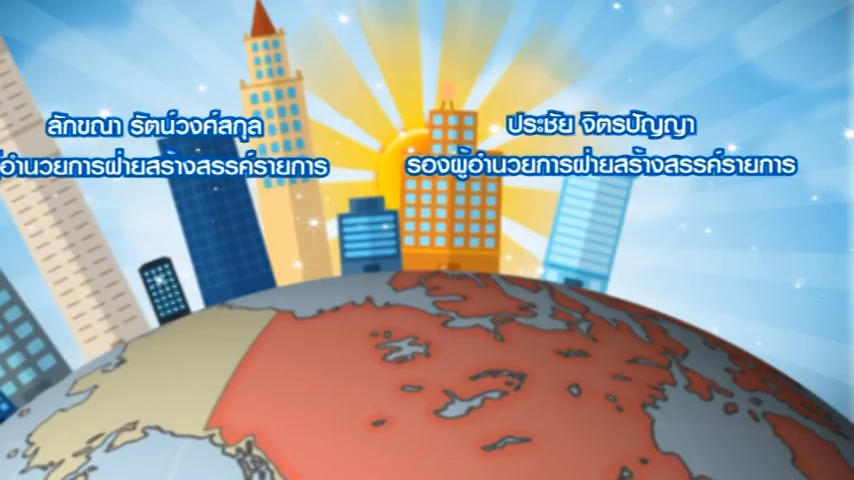 ลักขณา รัตน์วงศ์สกุล
อำนวยการฝ่ายสร้างสรรค์รายการ
ประชัย จิตรปัญญา
รองผู้อำนวยการฝ่ายสร้างสรรค์รายการ